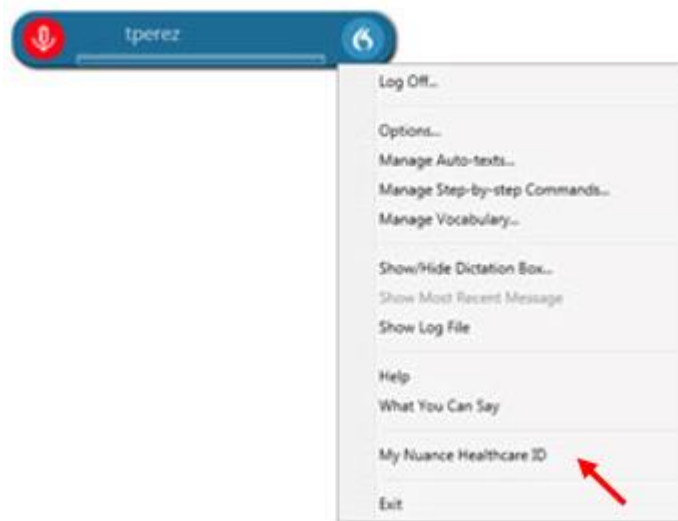 tperez
Log Off...
Options...
Manage Auto-texts...
Manage Step-by-step Commands...
Manage Vocabulary...
Show/Hide Dictation Box...
Show Most Recent Message
Show Log File
Help
What You Can Say
My Nuance Healthcare ID
Exit